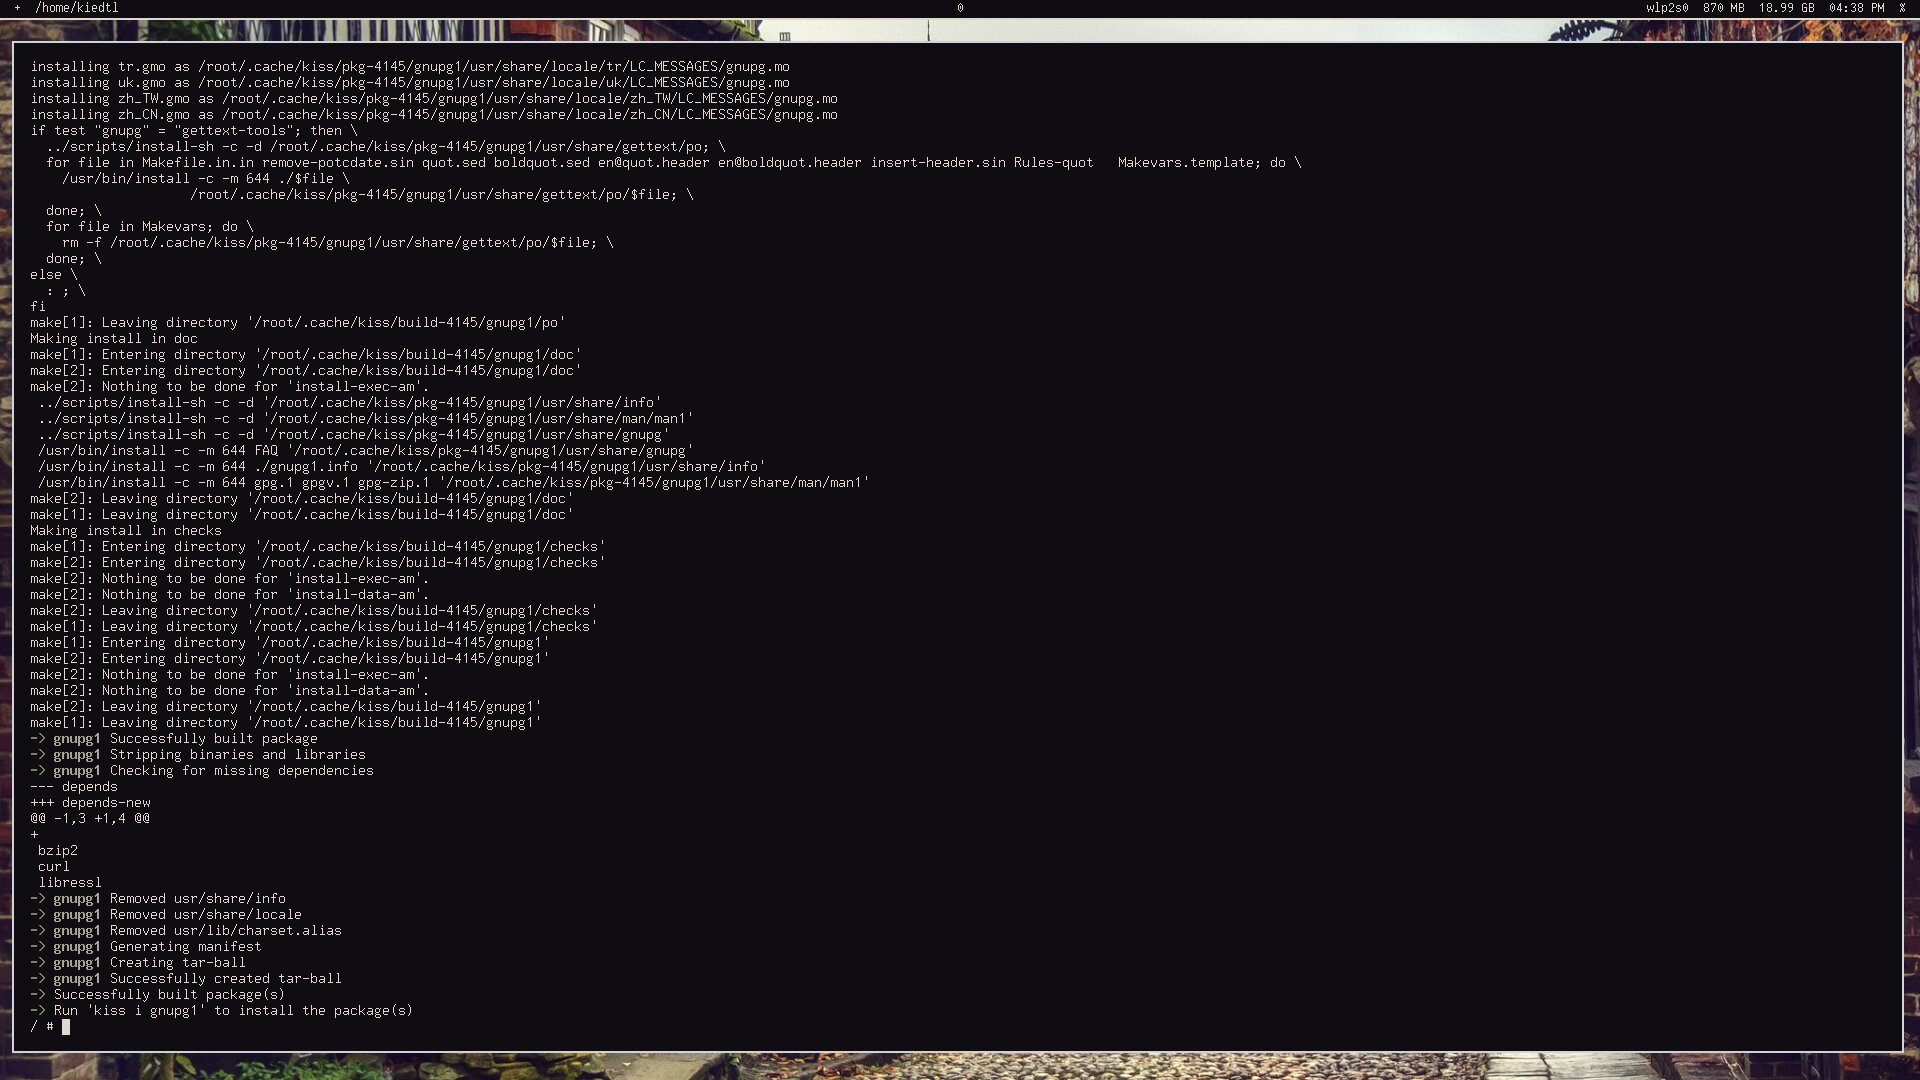 + /home/kiedtl 0 wlp2s0 870 MB 18.99 GB 04:38 PM %
installing tr.gmo as /root/.cache/kiss/pkg-4145/gnupg1/usr/share/locale/tr/LC_MESSAGES/gnupg.mo
installing uk.gmo as /root/.cache/kiss/pkg-4145/gnupg1/usr/share/locale/uk/LC_MESSAGES/gnupg.mo
installing zh_TW.gmo as /root/.cache/kiss/pkg-4145/gnupg1/usr/share/locale/zh_TW/LC_MESSAGES/gnupg.mo
installing zh_CN.gmo as /root/.cache/kiss/pkg-4145/gnupg1/usr/share/locale/zh_CN/LC_MESSAGES/gnupg.mo
if test "gnupg" = "gettext-tools"; then \
  ../scripts/install-sh -c -d /root/.cache/kiss/pkg-4145/gnupg1/usr/share/gettext/po; \
  for file in Makefile.in.in remove-potcdate.sin quot.sed boldquot.sed en@quot.header en@boldquot.header insert-header.sin Rules-quot   Makevars.template; do \
    /usr/bin/install -c -m 644 ./$file \
                    /root/.cache/kiss/pkg-4145/gnupg1/usr/share/gettext/po/$file; \
  done; \
  for file in Makevars; do \
    rm -f /root/.cache/kiss/pkg-4145/gnupg1/usr/share/gettext/po/$file; \
  done; \
else \
  : ; \
fi
make[1]: Leaving directory '/root/.cache/kiss/build-4145/gnupg1/po'
Making install in doc
make[1]: Entering directory '/root/.cache/kiss/build-4145/gnupg1/doc'
make[2]: Entering directory '/root/.cache/kiss/build-4145/gnupg1/doc'
make[2]: Nothing to be done for 'install-exec-am'.
 ../scripts/install-sh -c -d '/root/.cache/kiss/pkg-4145/gnupg1/usr/share/info'
 ../scripts/install-sh -c -d '/root/.cache/kiss/pkg-4145/gnupg1/usr/share/man/man1'
 ../scripts/install-sh -c -d '/root/.cache/kiss/pkg-4145/gnupg1/usr/share/gnupg'
 /usr/bin/install -c -m 644 FAQ '/root/.cache/kiss/pkg-4145/gnupg1/usr/share/gnupg'
 /usr/bin/install -c -m 644 ./gnupg1.info '/root/.cache/kiss/pkg-4145/gnupg1/usr/share/info'
 /usr/bin/install -c -m 644 gpg.1 gpgv.1 gpg-zip.1 '/root/.cache/kiss/pkg-4145/gnupg1/usr/share/man/man1'
make[2]: Leaving directory '/root/.cache/kiss/build-4145/gnupg1/doc'
make[1]: Leaving directory '/root/.cache/kiss/build-4145/gnupg1/doc'
Making install in checks
make[1]: Entering directory '/root/.cache/kiss/build-4145/gnupg1/checks'
make[2]: Entering directory '/root/.cache/kiss/build-4145/gnupg1/checks'
make[2]: Nothing to be done for 'install-exec-am'.
make[2]: Nothing to be done for 'install-data-am'.
make[2]: Leaving directory '/root/.cache/kiss/build-4145/gnupg1/checks'
make[1]: Leaving directory '/root/.cache/kiss/build-4145/gnupg1/checks'
make[1]: Entering directory '/root/.cache/kiss/build-4145/gnupg1'
make[2]: Entering directory '/root/.cache/kiss/build-4145/gnupg1'
make[2]: Nothing to be done for 'install-exec-am'.
make[2]: Nothing to be done for 'install-data-am'.
make[2]: Leaving directory '/root/.cache/kiss/build-4145/gnupg1'
make[1]: Leaving directory '/root/.cache/kiss/build-4145/gnupg1'
-> gnupg1 Successfully built package
-> gnupg1 Stripping binaries and libraries
-> gnupg1 Checking for missing dependencies
--- depends
+++ depends-new
@@ -1,3 +1,4 @@
+
 bzip2
 curl
 libressl
-> gnupg1 Removed usr/share/info
-> gnupg1 Removed usr/share/locale
-> gnupg1 Removed usr/lib/charset.alias
-> gnupg1 Generating manifest
-> gnupg1 Creating tar-ball
-> gnupg1 Successfully created tar-ball
-> Successfully built package(s)
-> Run 'kiss i gnupg1' to install the package(s)
/ #